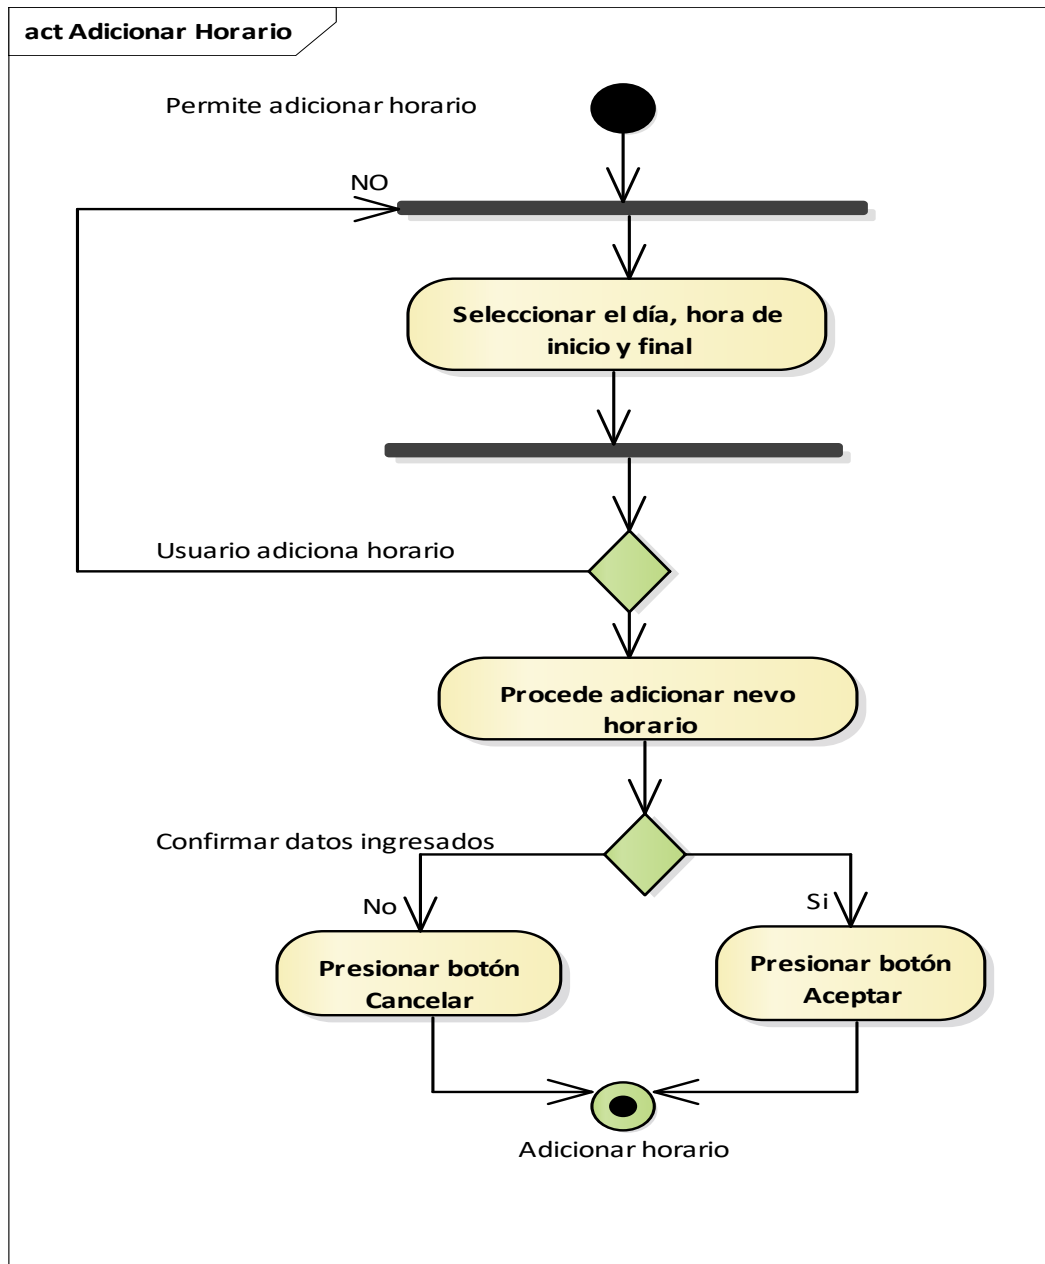 act Adicionar Horario
Permite adicionar horario
NO
Seleccionar el día, hora de
inicio y final
Usuario adiciona horario
Procede adicionar nevo
horario
Confirmar datos ingresados
No
Si
Presionar botón
Cancelar
Presionar botón
Aceptar
Adicionar horario